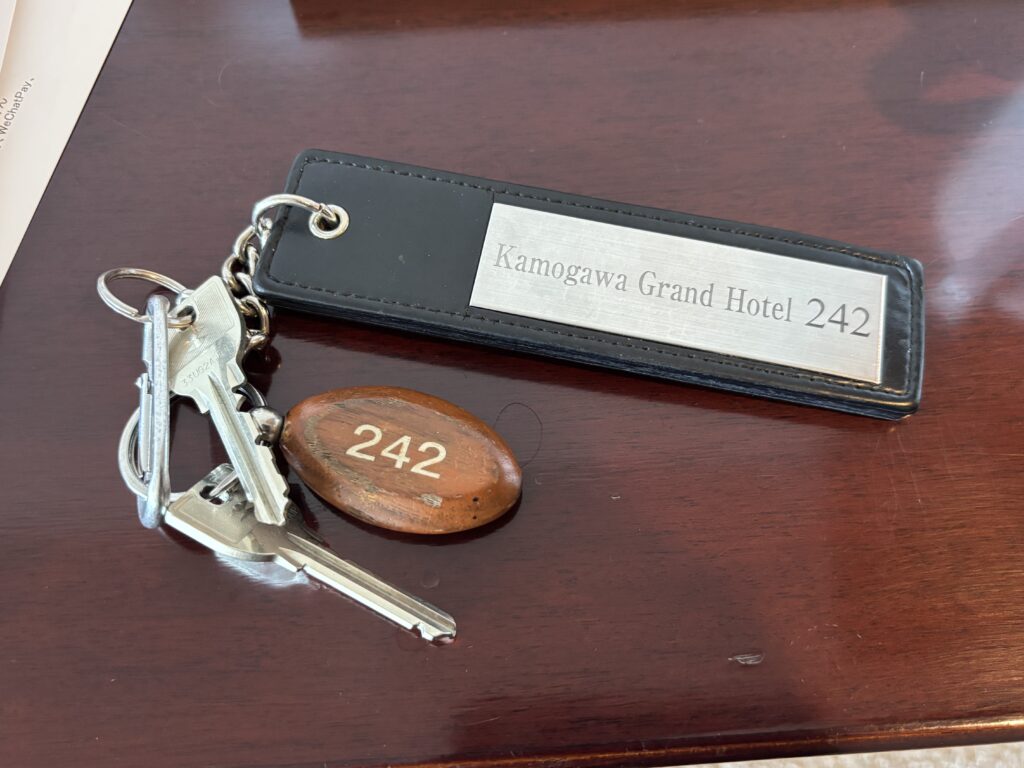 WeChatPay、
Kamogawa Grand Hotel 242
242